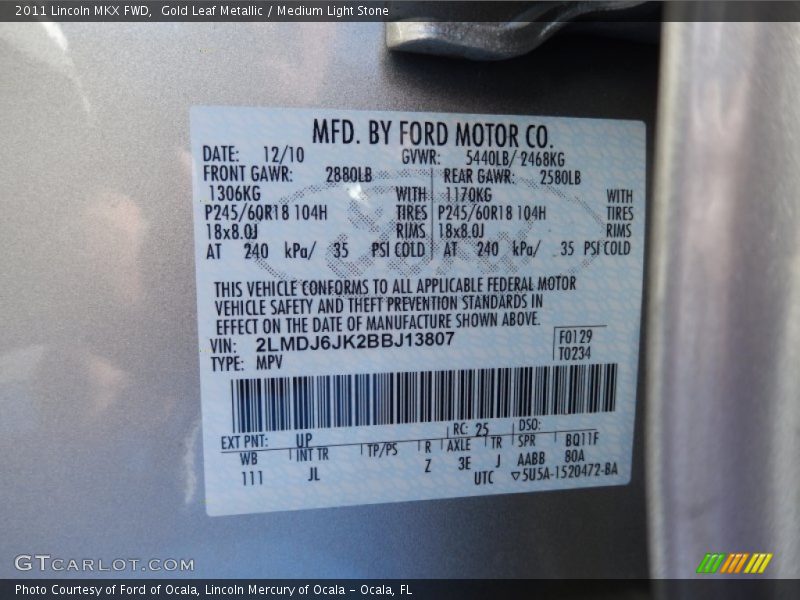 2011 Lincoln MKX FWD,  Gold Leaf Metallic / Medium Light Stone
MFD. BY FORD MOTOR CO.
DATE: 12/10 GVWR: 5440LB/ 2468KG
FRONT GAWR: 2880LB REAR GAWR: 2580LB
1306KG WITH 1170KG WITH
P245/60R18 104H TIRES P245/60R18 104H TIRES
18x8.0J RIMS 18x8.0J RIMS
AT 240 kPa/ 35 PSI COLD AT 240 kPa/ 35 PSI COLD
THIS VEHICLE CONFORMS TO ALL APPLICABLE FEDERAL MOTOR
VEHICLE SAFETY AND THEFT PREVENTION STANDARDS IN
EFFECT ON THE DATE OF MANUFACTURE SHOWN ABOVE.
VIN: 2LMDJ6JK2BBJ13807 F0129
TYPE: MPV T0234
EXT PNT: UP RC: 25 DSO:
WB INT TR TP/PS R AXLE TR SPR BQ11F
111 JL Z 3E J AABB 80A
UTC ▽5U5A-1520472-BA
GTCARLOT.COM
Photo Courtesy of Ford of Ocala, Lincoln Mercury of Ocala – Ocala, FL